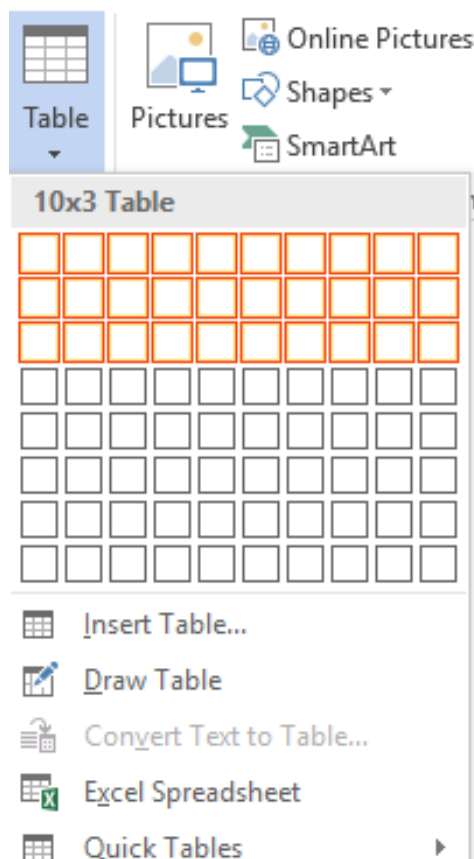 Online Pictures
Shapes
Table
Pictures
SmartArt
10x3 Table
Insert Table...
Draw Table
Convert Text to Table...
Excel Spreadsheet
Quick Tables